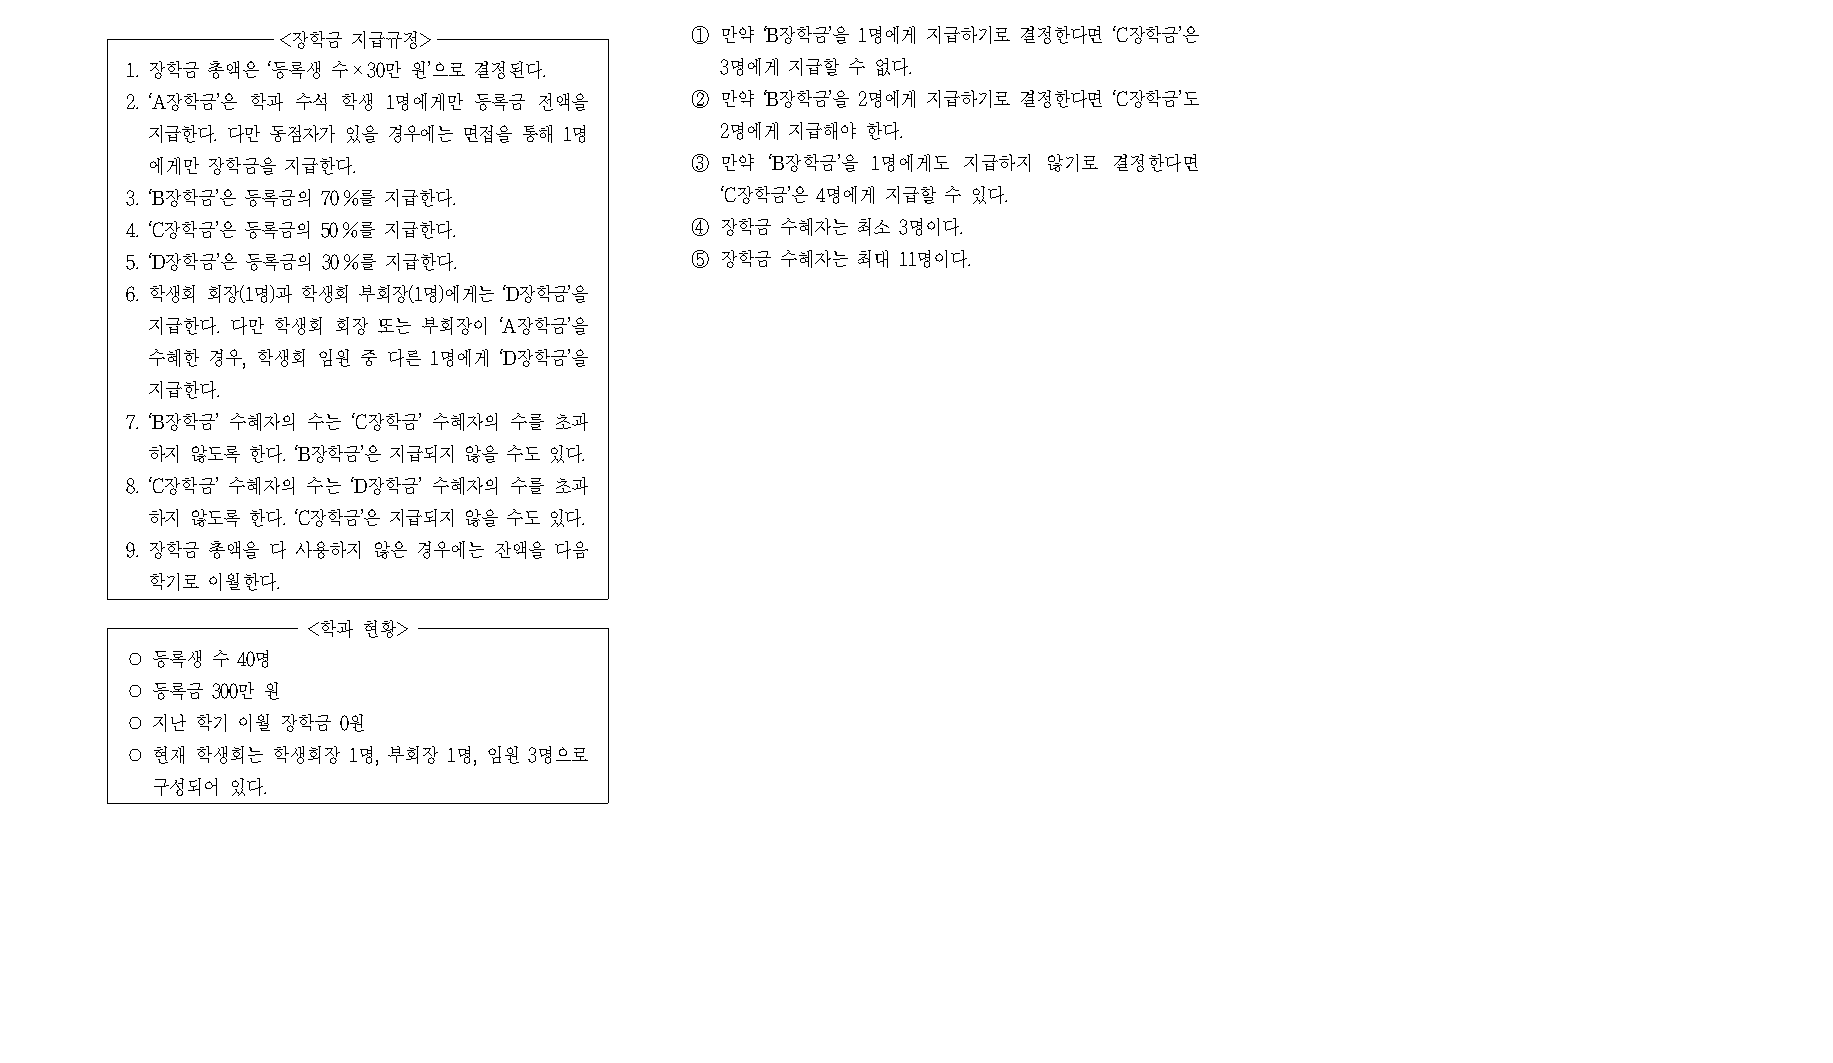 <장학금 지급규정>
1. 장학금 총액은 ‘등록생 수×30만 원’으로 결정된다.
2. ‘A장학금’은 학과 수석 학생 1명에게만 등록금 전액을
지급한다. 다만 동점자가 있을 경우에는 면접을 통해 1명
에게만 장학금을 지급한다.
3. ‘B장학금’은 등록금의 70%를 지급한다.
4. ‘C장학금’은 등록금의 50%를 지급한다.
5. ‘D장학금’은 등록금의 30%를 지급한다.
6. 학생회 회장(1명)과 학생회 부회장(1명)에게는 ‘D장학금’을
지급한다. 다만 학생회 회장 또는 부회장이 ‘A장학금’을
수혜한 경우, 학생회 임원 중 다른 1명에게 ‘D장학금’을
지급한다.
7. ‘B장학금’ 수혜자의 수는 ‘C장학금’ 수혜자의 수를 초과
하지 않도록 한다. ‘B장학금’은 지급되지 않을 수도 있다.
8. ‘C장학금’ 수혜자의 수는 ‘D장학금’ 수혜자의 수를 초과
하지 않도록 한다. ‘C장학금’은 지급되지 않을 수도 있다.
9. 장학금 총액을 다 사용하지 않은 경우에는 잔액을 다음
학기로 이월한다.
<학과 현황>
○ 등록생 수 40명
○ 등록금 300만 원
○ 지난 학기 이월 장학금 0원
○ 현재 학생회는 학생회장 1명, 부회장 1명, 임원 3명으로
구성되어 있다.
① 만약 ‘B장학금’을 1명에게 지급하기로 결정한다면 ‘C장학금’은
3명에게 지급할 수 없다.
② 만약 ‘B장학금’을 2명에게 지급하기로 결정한다면 ‘C장학금’도
2명에게 지급해야 한다.
③ 만약 ‘B장학금’을 1명에게도 지급하지 않기로 결정한다면
‘C장학금’은 4명에게 지급할 수 있다.
④ 장학금 수혜자는 최소 3명이다.
⑤ 장학금 수혜자는 최대 11명이다.